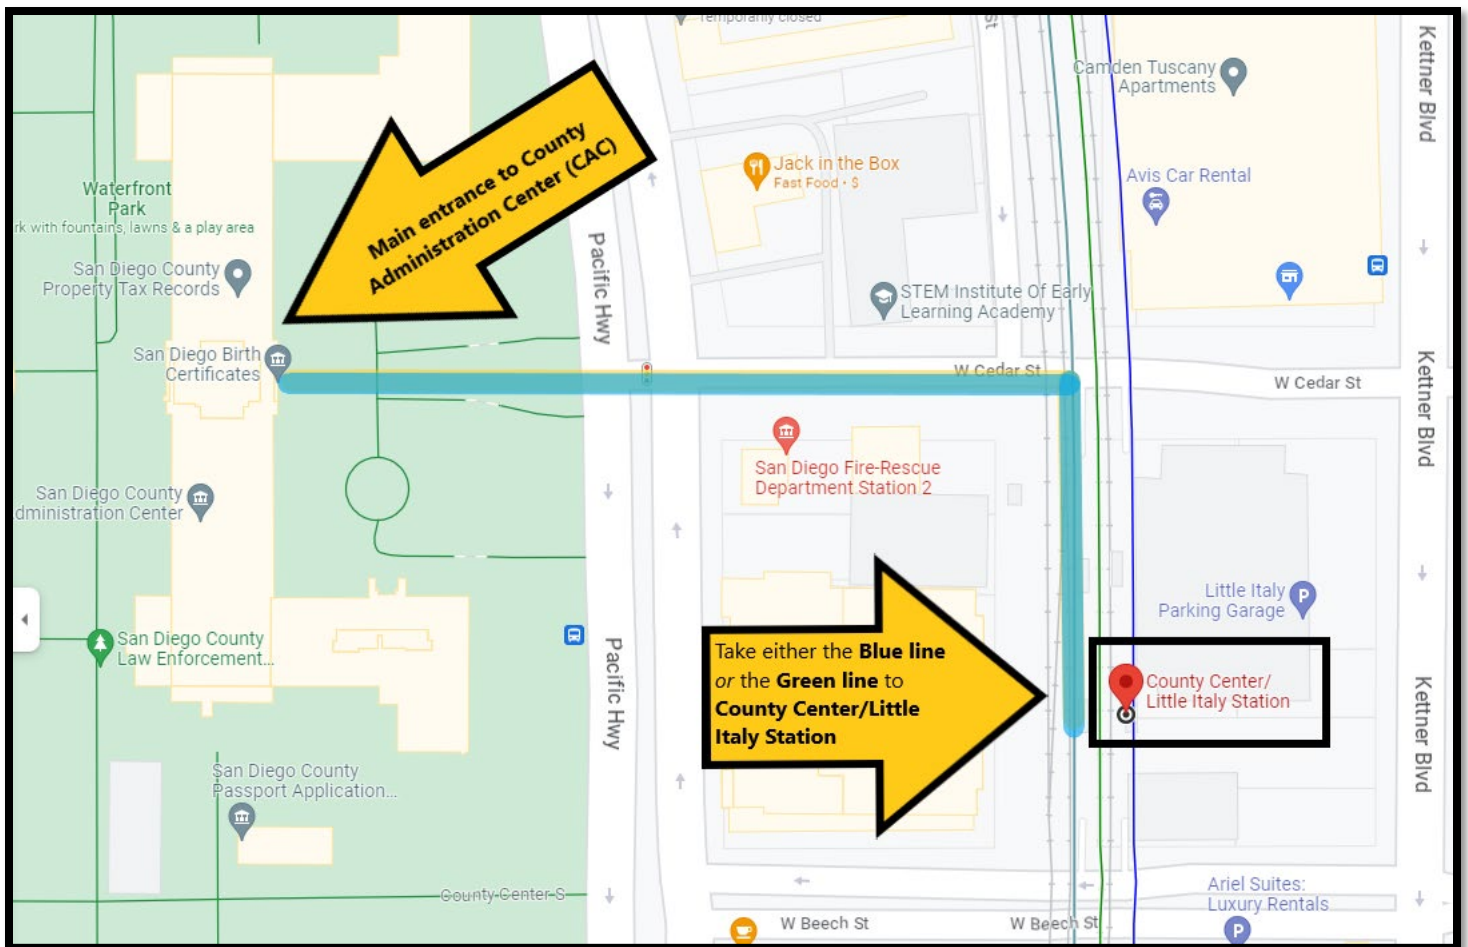 Temporarily closed
St
Kettner Blvd
Camden Tuscany
Apartments
Main entrance to County
Administration Center (CAC)
Jack in the Box
Fast Food • $
Avis Car Rental
Waterfront
Park
rk with fountains, lawns & a play area
San Diego County
Property Tax Records
Pacific Hwy
STEM Institute Of Early
Learning Academy
San Diego Birth
Certificates
W Cedar St
W Cedar St
Kettner Blvd
San Diego Fire-Rescue
Department Station 2
San Diego County
dministration Center
Little Italy
Parking Garage
P
San Diego County
Law Enforcement...
Pacific Hwy
Take either the Blue line
or the Green line to
County Center/Little
Italy Station
County Center/
Little Italy Station
Kettner Blvd
San Diego County
Passport Application...
County Center S
Ariel Suites:
Luxury Rentals
W Beech St
W Beech St
P